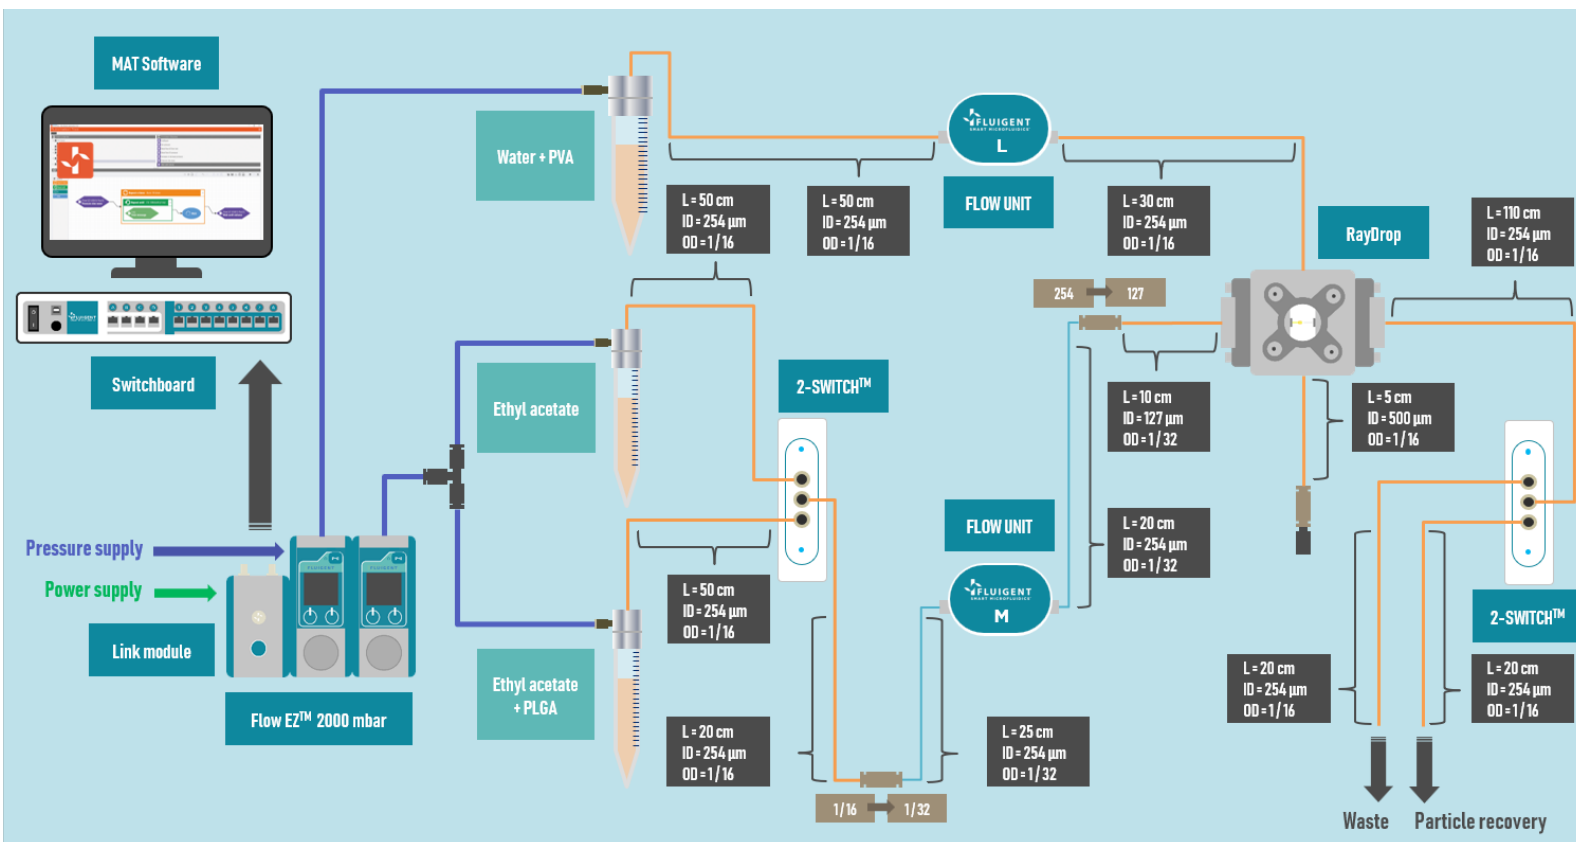 MAT Software
Switchboard
Pressure supply
Power supply
Link module
FLUIGENT
FLUIGENT
FLUIGENT
Flow EZ™ 2000 mbar
Water + PVA
Ethyl acetate
Ethyl acetate
+ PLGA
L = 50 cm
ID = 254 µm
OD = 1/16
L = 50 cm
ID = 254 µm
OD = 1/16
FLUIGENT
SMART MICROFLUIDICS
L
FLOW UNIT
L = 30 cm
ID = 254 µm
OD = 1/16
RayDrop
L = 110 cm
ID = 254 µm
OD = 1/16
254
127
2-SWITCH™
L = 10 cm
ID = 127 µm
OD = 1/32
L = 5 cm
ID = 500 µm
OD = 1/16
L = 20 cm
ID = 254 µm
OD = 1/32
FLOW UNIT
FLUIGENT
SMART MICROFLUIDICS
M
L = 50 cm
ID = 254 µm
OD = 1/16
L = 20 cm
ID = 254 µm
OD = 1/16
L = 25 cm
ID = 254 µm
OD = 1/32
1/16
1/32
2-SWITCH™
L = 20 cm
ID = 254 µm
OD = 1/16
L = 20 cm
ID = 254 µm
OD = 1/16
Waste
Particle recovery